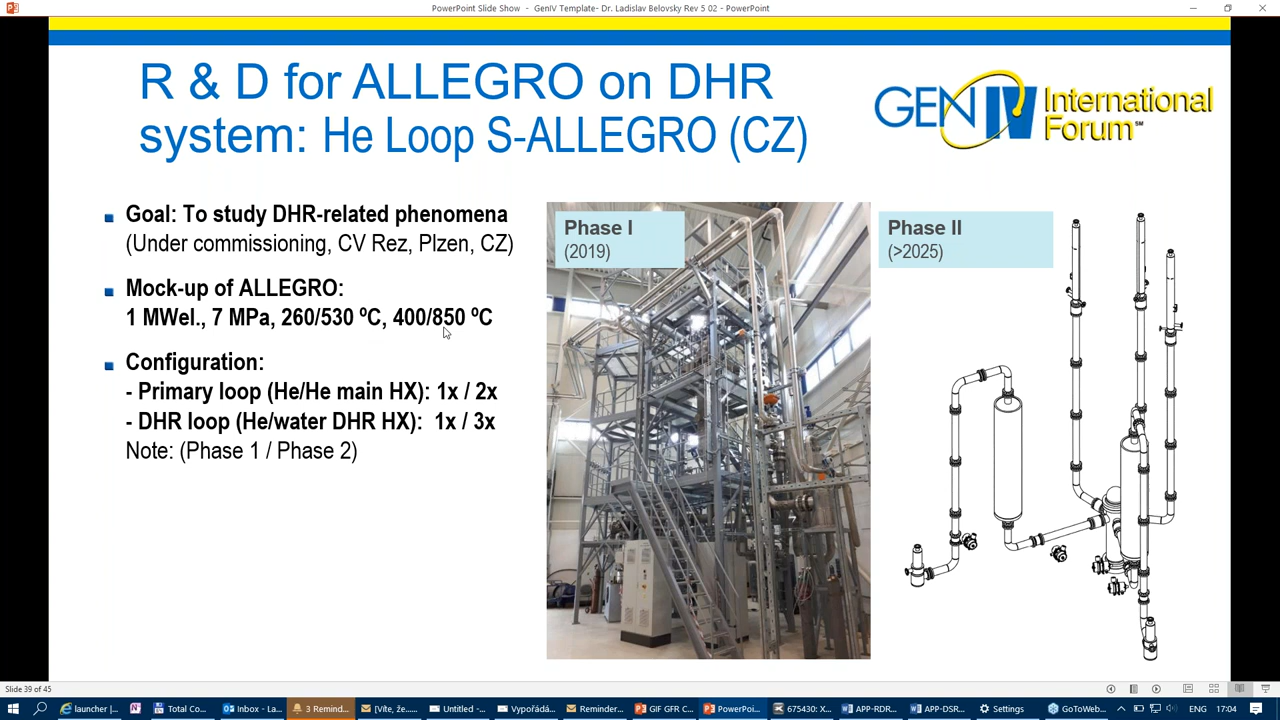 PowerPoint Slide Show - GenIV Template- Dr. Ladislav Belovsky Rev 5 02 - PowerPoint
R & D for ALLEGRO on DHR
system: He Loop S-ALLEGRO (CZ)
GEN IV International
Forum℠
Goal: To study DHR-related phenomena
(Under commissioning, CV Rez, Plzen, CZ)
Mock-up of ALLEGRO:
1 MWel., 7 MPa, 260/530 ºC, 400/850 ºC
Configuration:
- Primary loop (He/He main HX): 1x / 2x
- DHR loop (He/water DHR HX): 1x / 3x
Note: (Phase 1 / Phase 2)
Phase I
(2019)
Phase II
(>2025)
Slide 39 of 45
launcher |...
Total Co...
Inbox - La...
3 Remind...
[Víte, že...
Untitled -...
Vypořádá...
Reminder...
GIF GFR C...
PowerPoi...
675430: X...
APP-RDR...
APP-DSR...
Settings
GoToWeb...
ENG
17:04